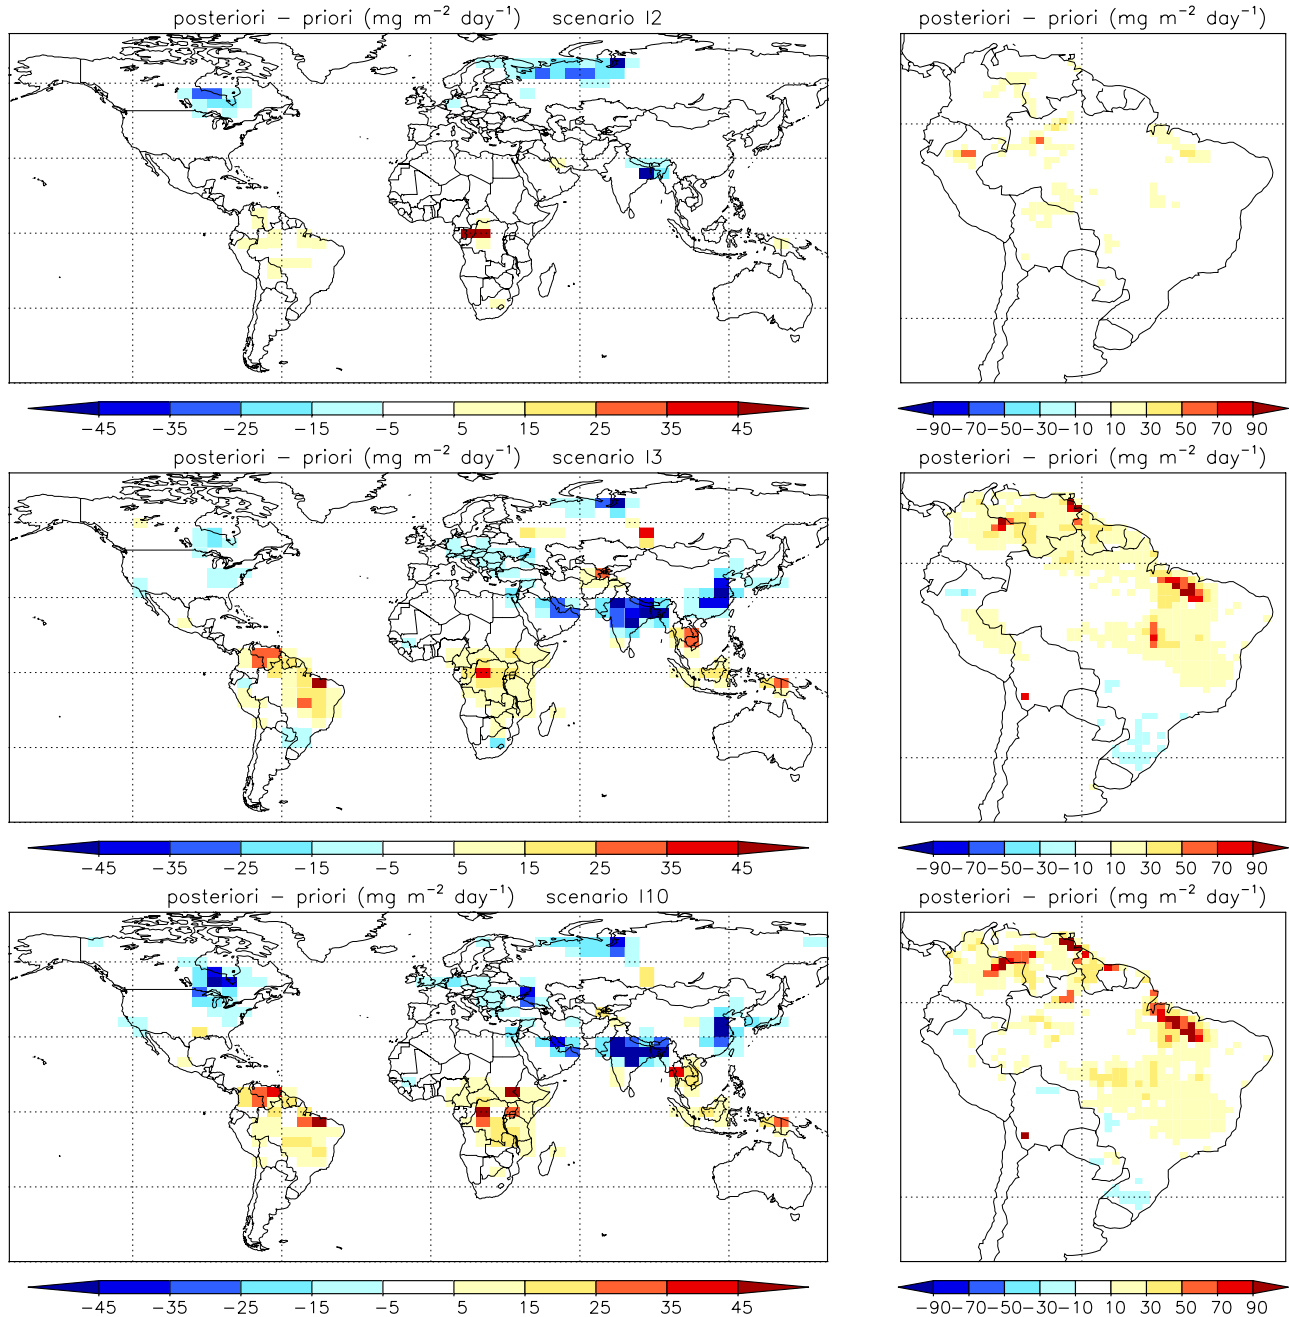 posteriori − priori (mg m⁻² day⁻¹) scenario I2
posteriori − priori (mg m⁻² day⁻¹)
−45 −35 −25 −15 −5 5 15 25 35 45
−90 −70 −50 −30 −10 10 30 50 70 90
posteriori − priori (mg m⁻² day⁻¹) scenario I3
posteriori − priori (mg m⁻² day⁻¹)
−45 −35 −25 −15 −5 5 15 25 35 45
−90 −70 −50 −30 −10 10 30 50 70 90
posteriori − priori (mg m⁻² day⁻¹) scenario I10
posteriori − priori (mg m⁻² day⁻¹)
−45 −35 −25 −15 −5 5 15 25 35 45
−90 −70 −50 −30 −10 10 30 50 70 90